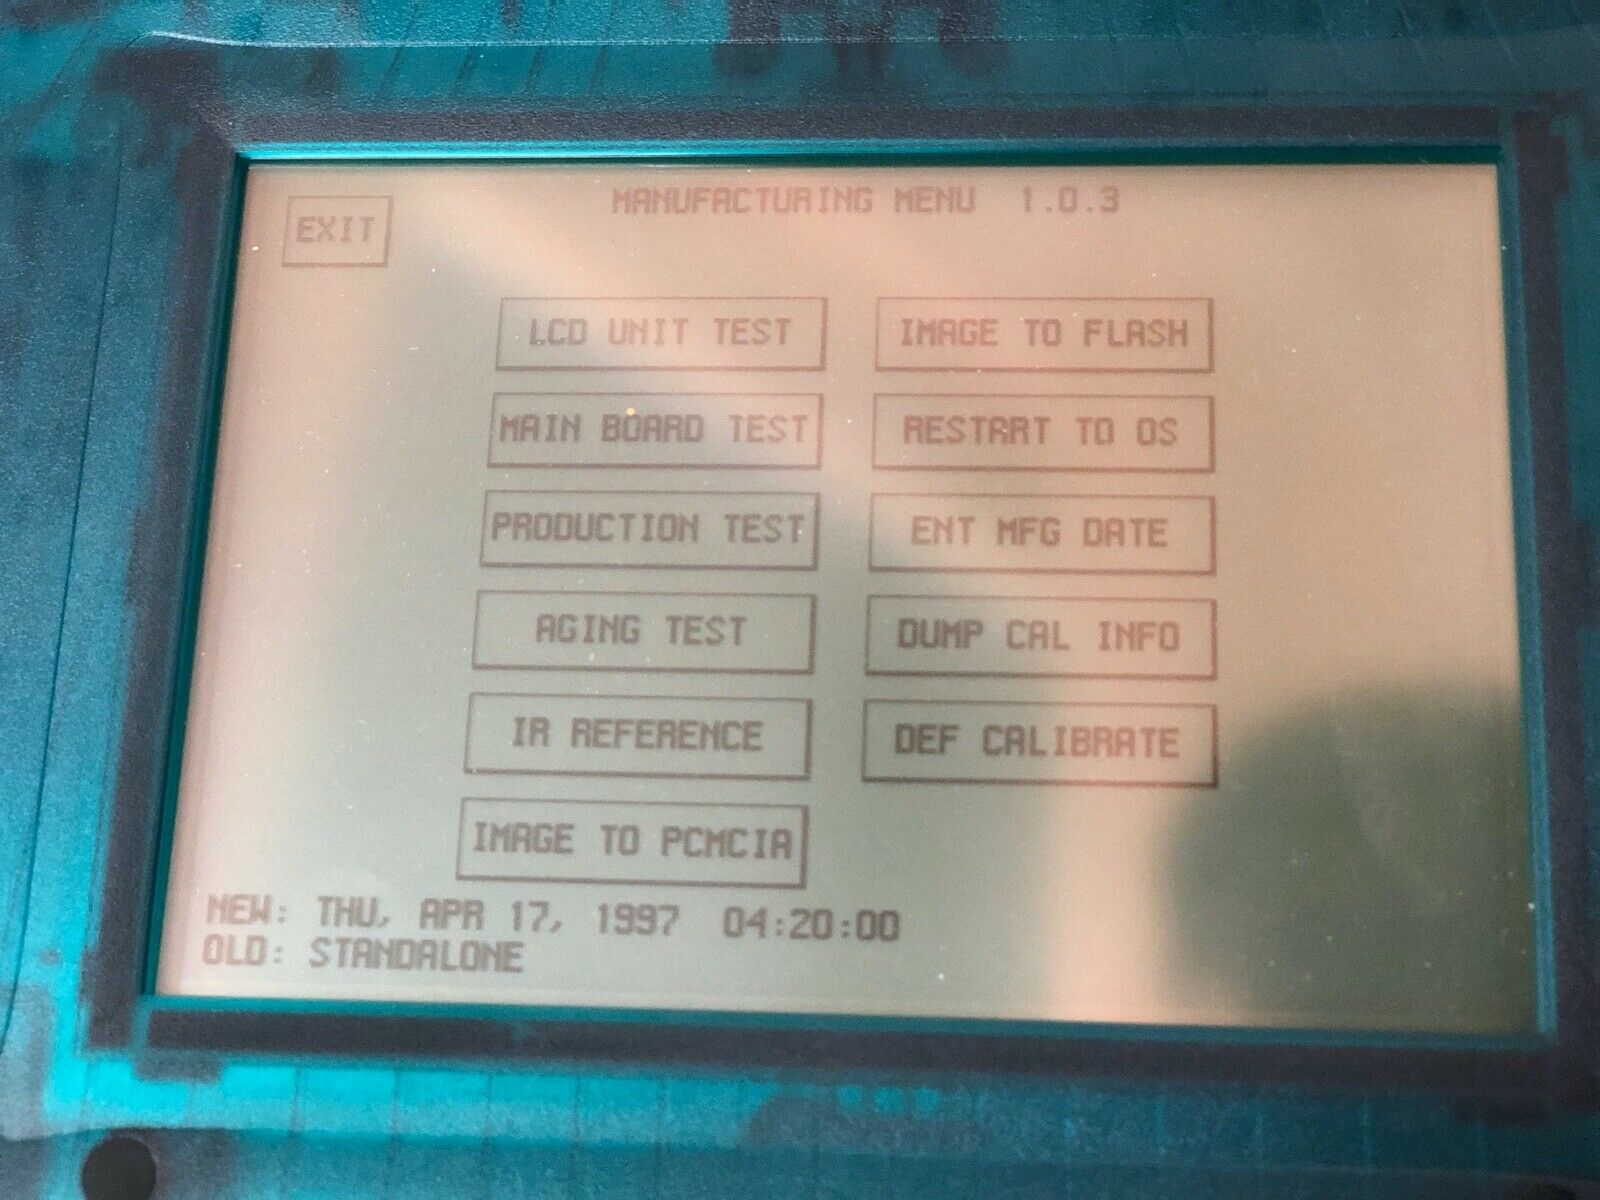 MANUFACTURING MENU 1.0.3
EXIT
LCD UNIT TEST
IMAGE TO FLASH
MAIN BOARD TEST
RESTART TO OS
PRODUCTION TEST
ENT MFG DATE
AGING TEST
DUMP CAL INFO
IR REFERENCE
DEF CALIBRATE
IMAGE TO PCMCIA
NEW: THU, APR 17, 1997 04:20:00
OLD: STANDALONE